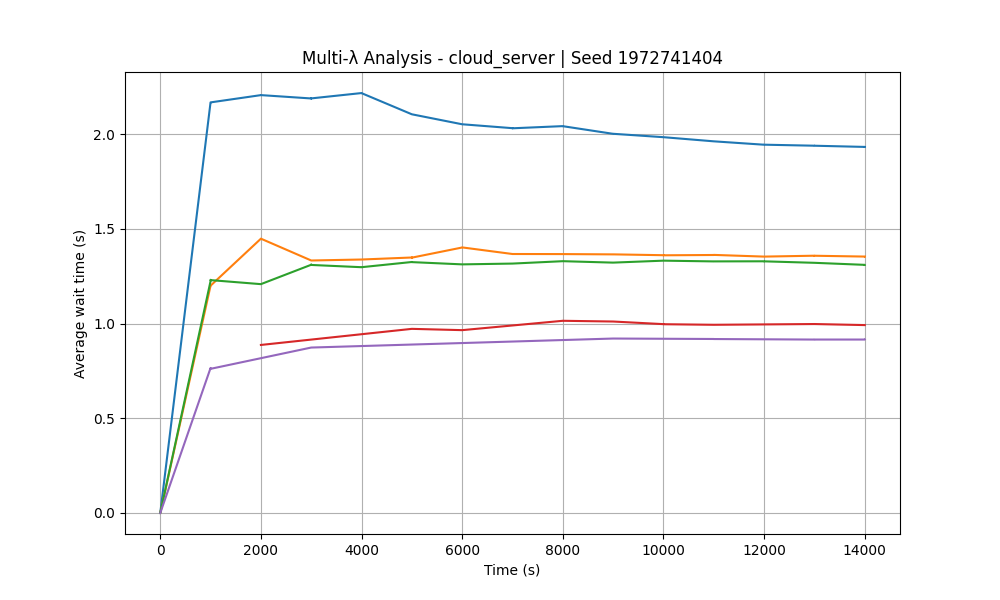 Multi-λ Analysis - cloud_server | Seed 1972741404
Average wait time (s)
2.0
1.5
1.0
0.5
0.0
0 2000 4000 6000 8000 10000 12000 14000
Time (s)